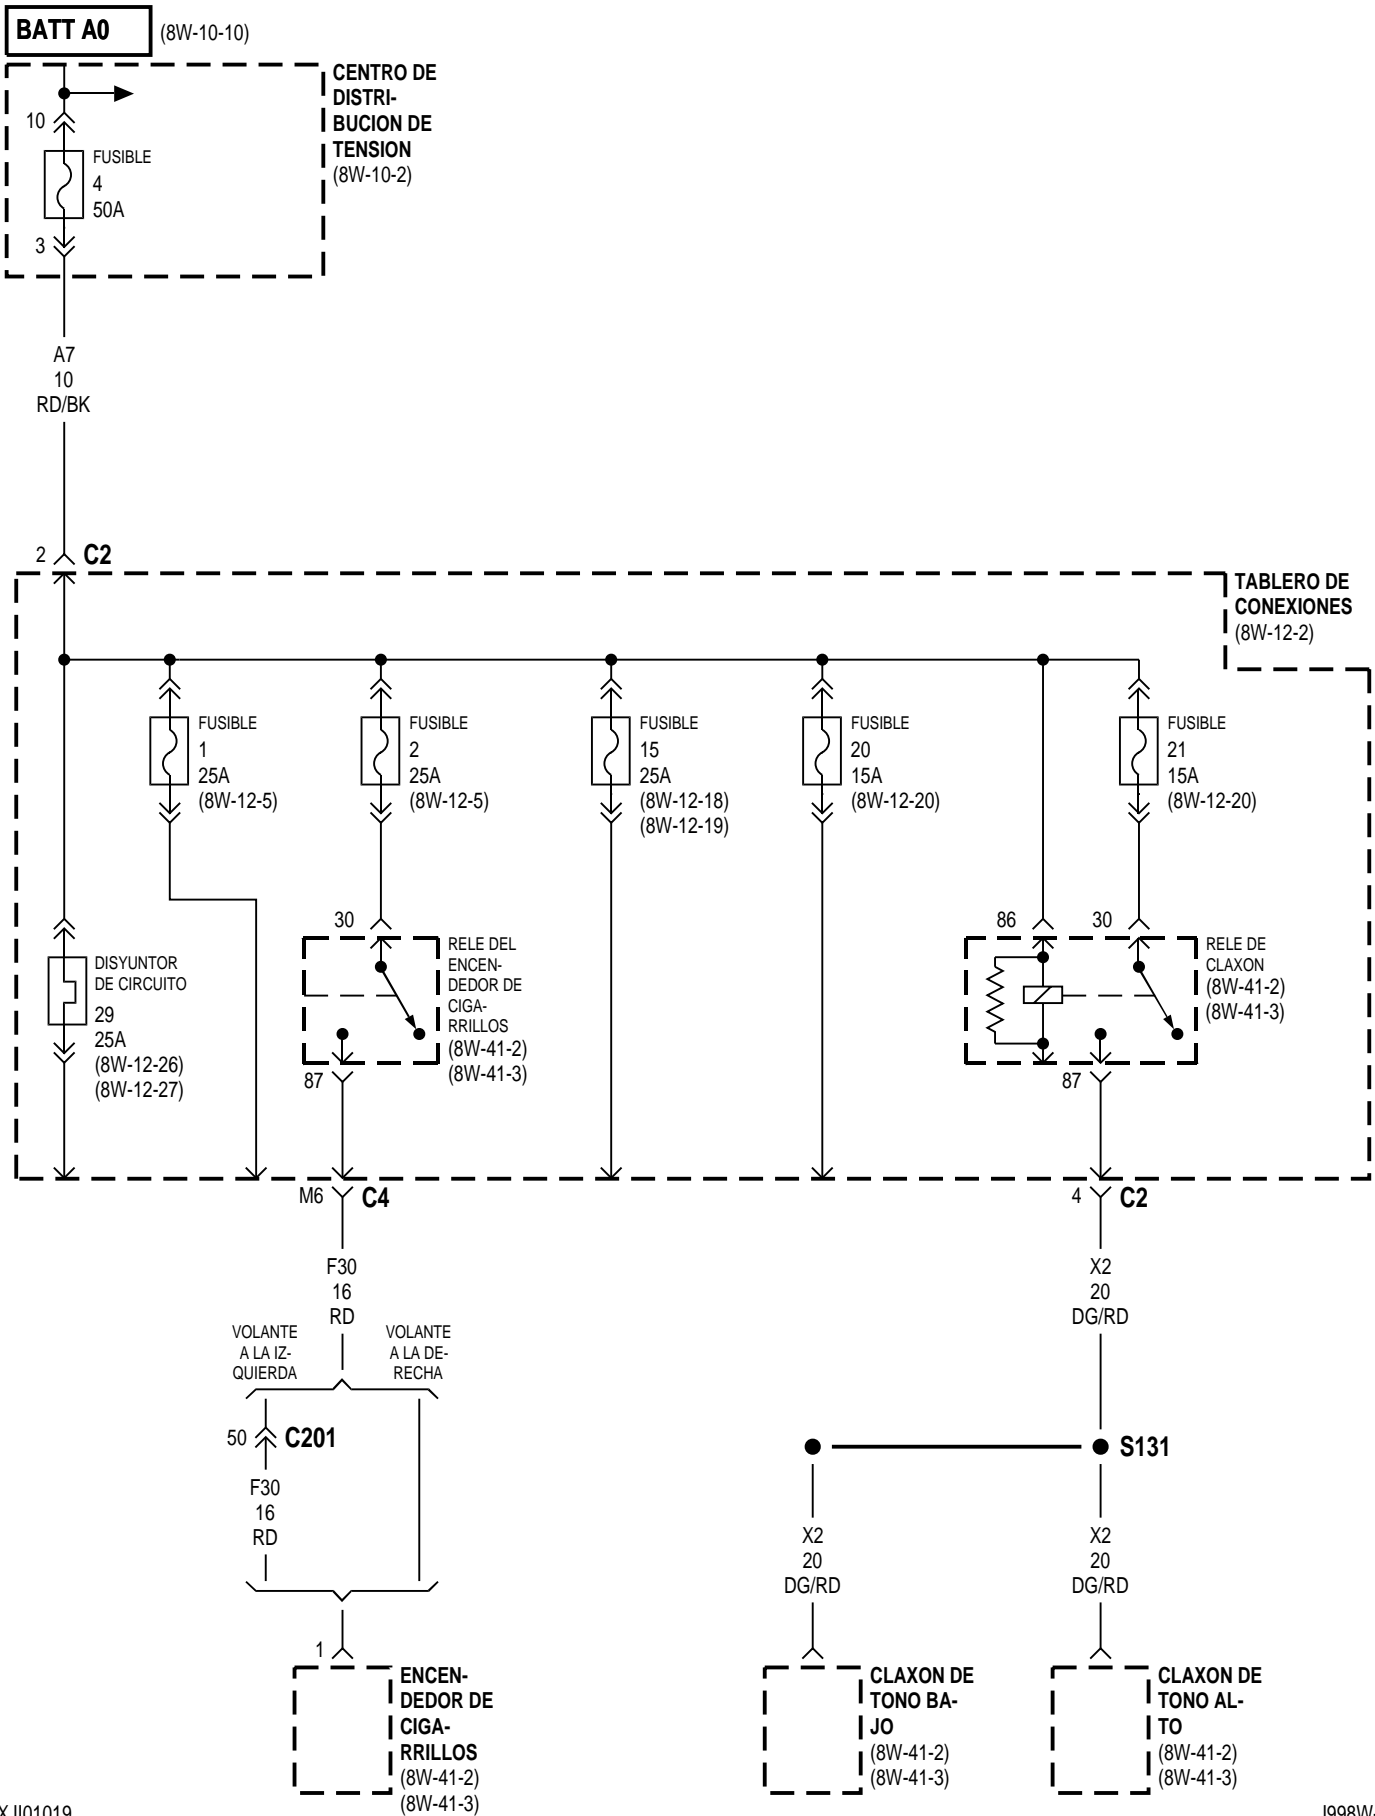 BATT A0
(8W-10-10)
CENTRO DE
DISTRI-
BUCION DE
TENSION
(8W-10-2)
10
FUSIBLE
4
50A
3
A7
10
RD/BK
2
C2
TABLERO DE
CONEXIONES
(8W-12-2)
FUSIBLE
1
25A
(8W-12-5)
FUSIBLE
2
25A
(8W-12-5)
FUSIBLE
15
25A
(8W-12-18)
(8W-12-19)
FUSIBLE
20
15A
(8W-12-20)
FUSIBLE
21
15A
(8W-12-20)
DISYUNTOR
DE CIRCUITO
29
25A
(8W-12-26)
(8W-12-27)
30
RELE DEL
ENCEN-
DEDOR DE
CIGA-
RRILLOS
(8W-41-2)
(8W-41-3)
87
86
30
RELE DE
CLAXON
(8W-41-2)
(8W-41-3)
87
M6
C4
4
C2
F30
16
RD
X2
20
DG/RD
VOLANTE
A LA IZ-
QUIERDA
VOLANTE
A LA DE-
RECHA
50
C201
F30
16
RD
S131
X2
20
DG/RD
X2
20
DG/RD
1
ENCEN-
DEDOR DE
CIGA-
RRILLOS
(8W-41-2)
(8W-41-3)
CLAXON DE
TONO BA-
JO
(8W-41-2)
(8W-41-3)
CLAXON DE
TONO AL-
TO
(8W-41-2)
(8W-41-3)